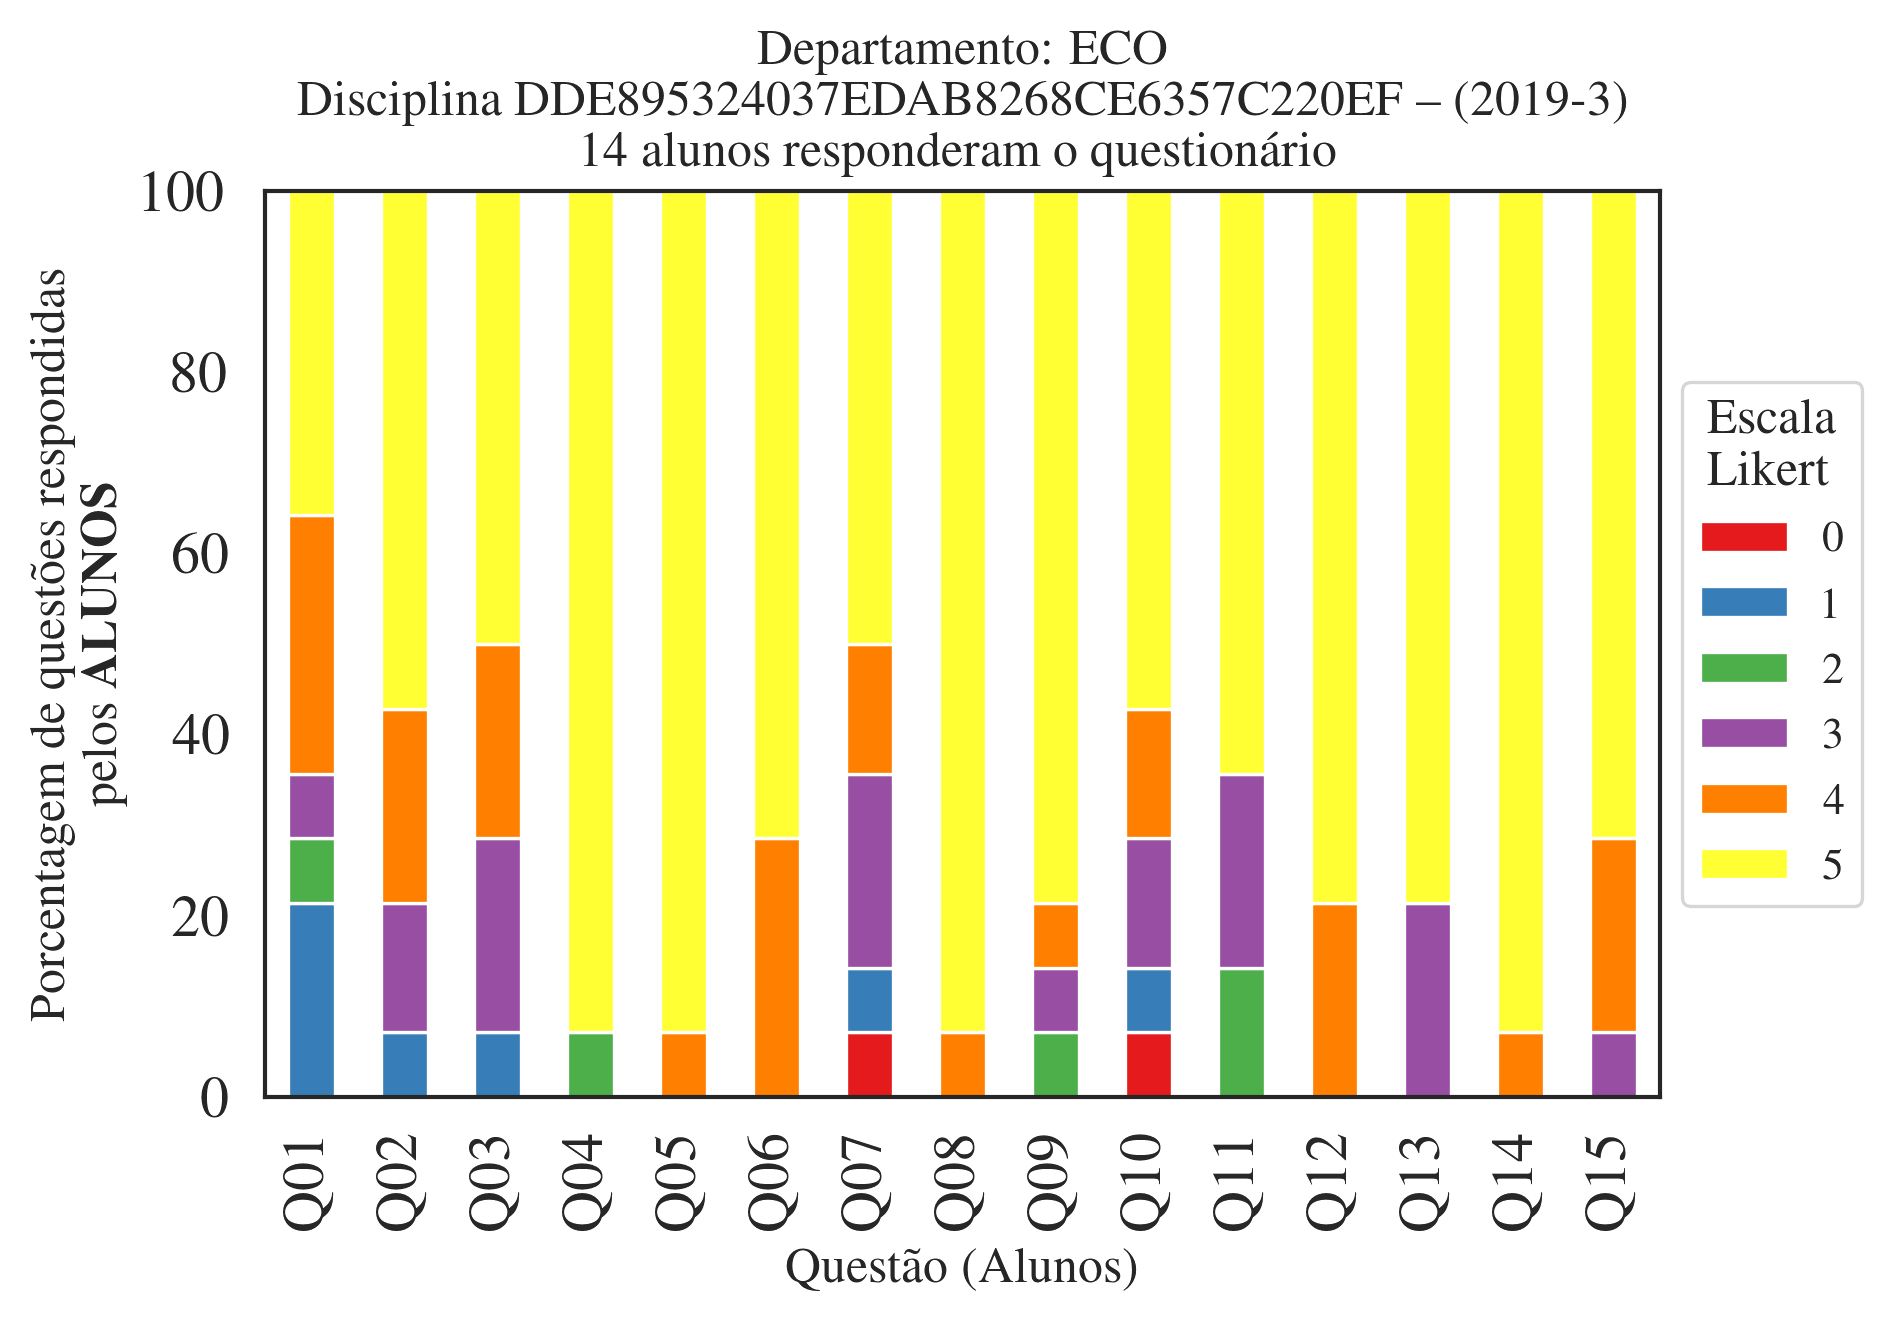 Departamento: ECO
Disciplina DDE895324037EDAB8268CE6357C220EF – (2019-3)
14 alunos responderam o questionário
Porcentagem de questões respondidas
pelos ALUNOS
100
80
60
40
20
0
Q01
Q02
Q03
Q04
Q05
Q06
Q07
Q08
Q09
Q10
Q11
Q12
Q13
Q14
Q15
Questão (Alunos)
Escala
Likert
0
1
2
3
4
5